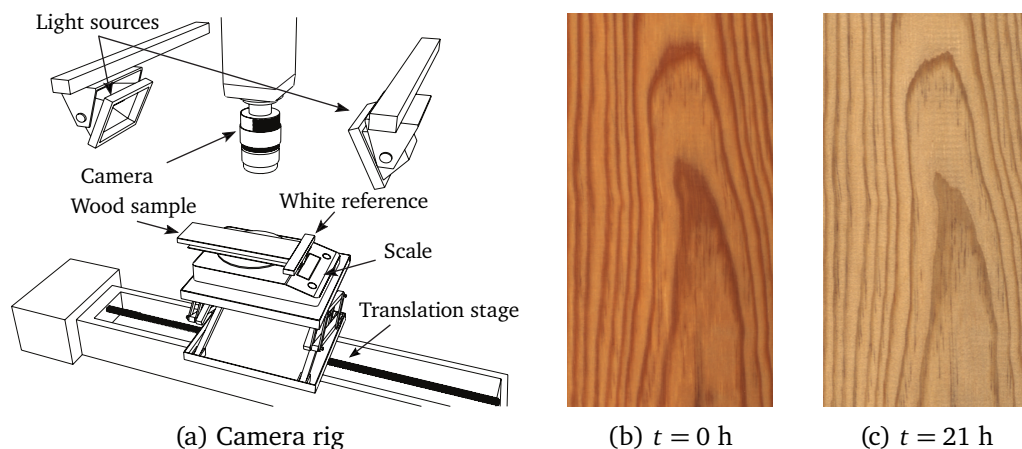 Light sources
Camera
Wood sample
White reference
Scale
Translation stage
(a) Camera rig
(b) t = 0 h
(c) t = 21 h